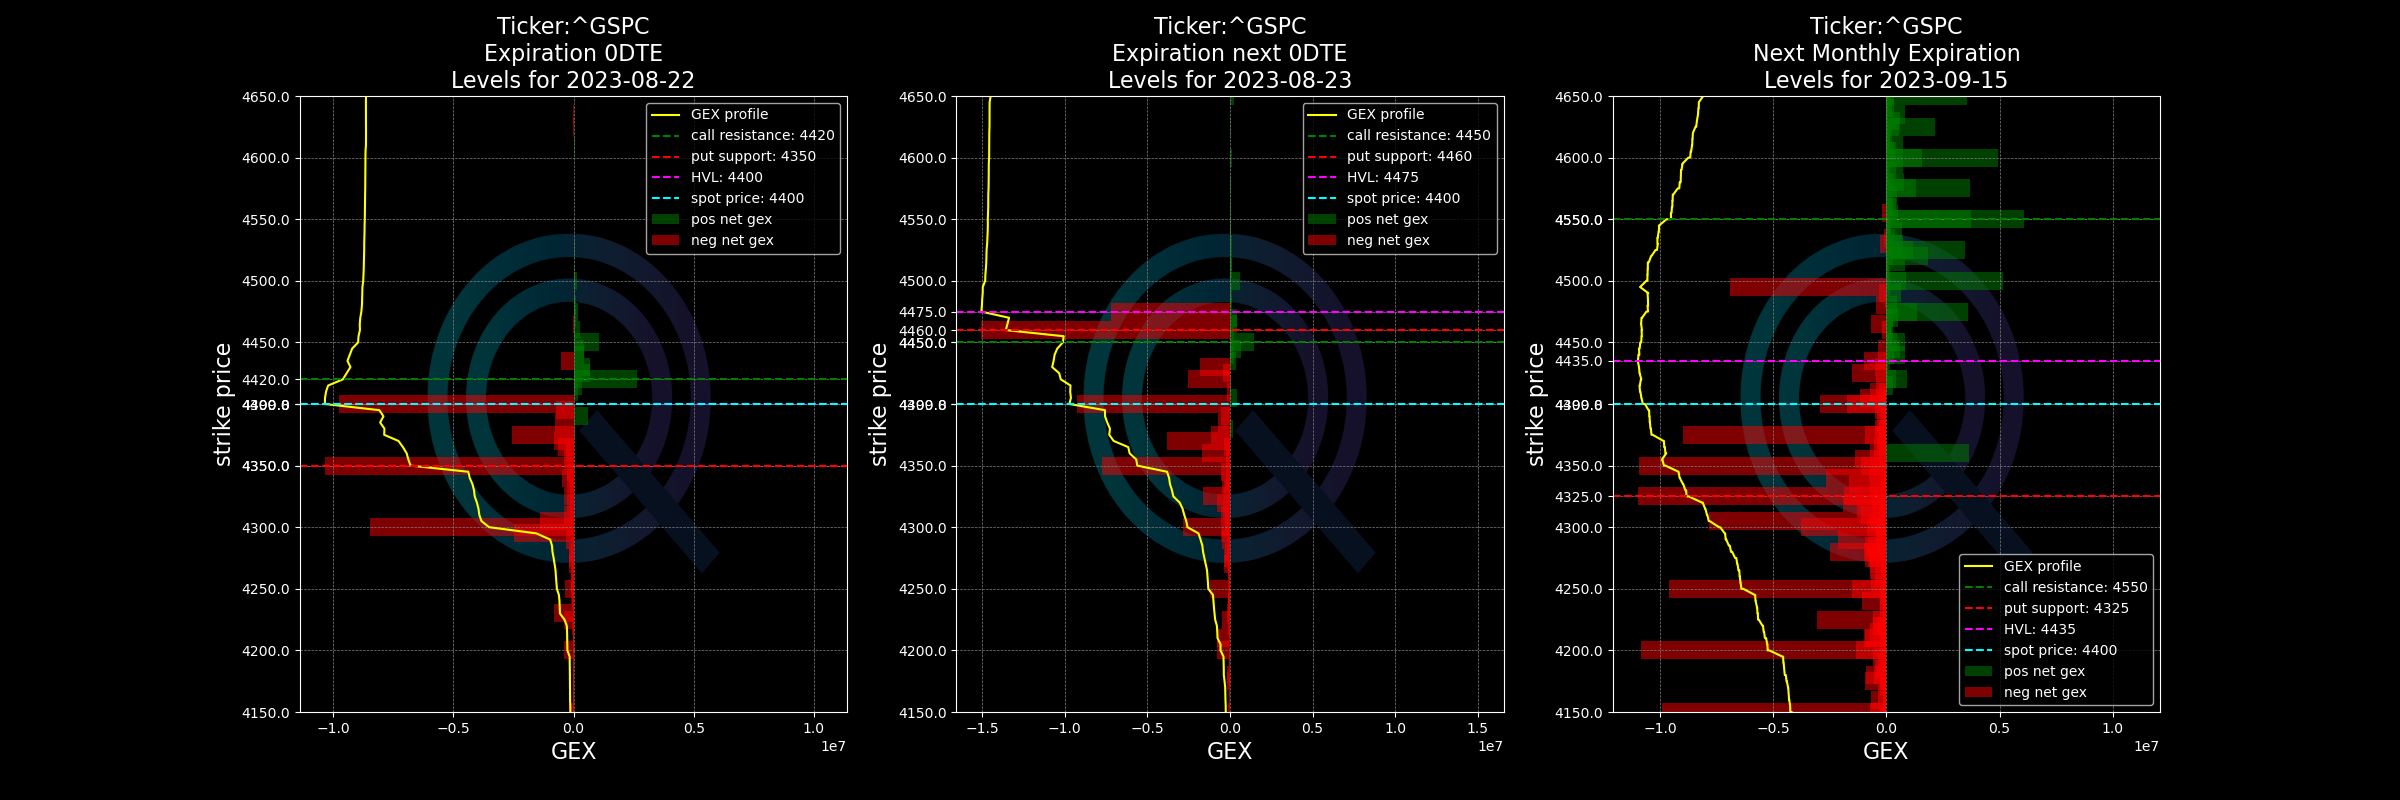 Ticker:^GSPC
Expiration 0DTE
Levels for 2023-08-22
GEX profile
call resistance: 4420
put support: 4350
HVL: 4400
spot price: 4400
pos net gex
neg net gex
4650.0
4600.0
4550.0
4500.0
4450.0
4420.0
4350.0
4300.0
4250.0
4200.0
4150.0
strike price
−1.0
−0.5
0.0
0.5
1.0
1e7
GEX
Ticker:^GSPC
Expiration next 0DTE
Levels for 2023-08-23
GEX profile
call resistance: 4450
put support: 4460
HVL: 4475
spot price: 4400
pos net gex
neg net gex
4650.0
4600.0
4550.0
4500.0
4475.0
4460.0
4450.0
4350.0
4300.0
4250.0
4200.0
4150.0
strike price
−1.5
−1.0
−0.5
0.0
0.5
1.0
1.5
1e7
GEX
Ticker:^GSPC
Next Monthly Expiration
Levels for 2023-09-15
4650.0
4600.0
4550.0
4500.0
4450.0
4435.0
4350.0
4325.0
4300.0
4250.0
4200.0
4150.0
strike price
GEX profile
call resistance: 4550
put support: 4325
HVL: 4435
spot price: 4400
pos net gex
neg net gex
−1.0
−0.5
0.0
0.5
1.0
1e7
GEX